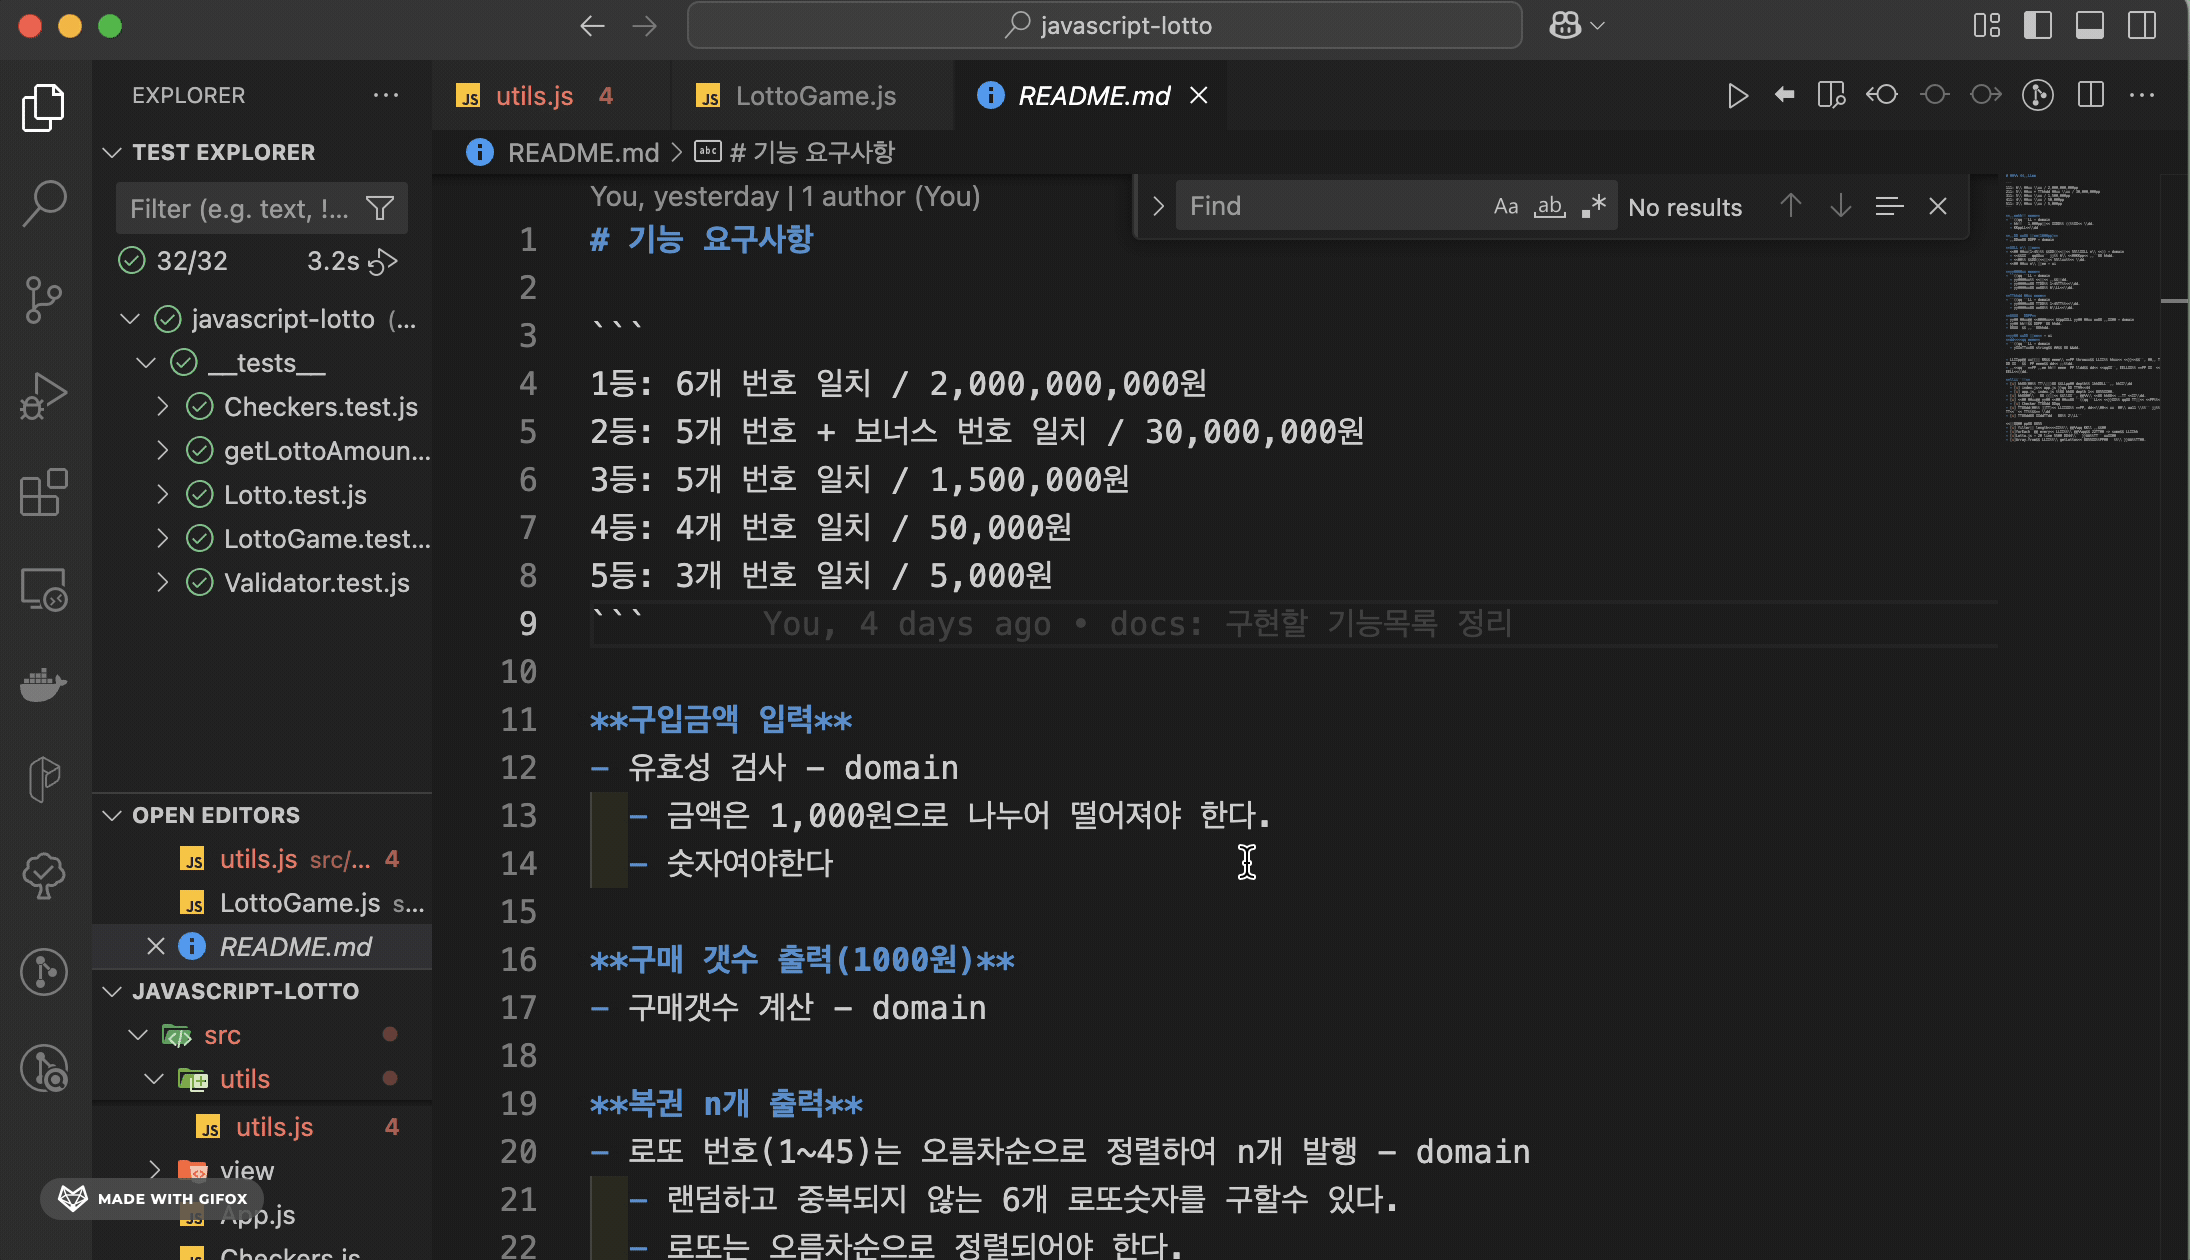 javascript-lotto
EXPLORER
TEST EXPLORER
Filter (e.g. text, !...
32/32 3.2s
javascript-lotto (...
__tests__
Checkers.test.js
getLottoAmoun...
Lotto.test.js
LottoGame.test...
Validator.test.js
OPEN EDITORS
utils.js src/... 4
LottoGame.js s...
README.md
JAVASCRIPT-LOTTO
src
utils
utils.js 4
view
App.js
Checkers.js
MADE WITH GIFOX
utils.js 4
LottoGame.js
README.md
README.md > # 기능 요구사항
You, yesterday | 1 author (You)
Find Aa ab .* No results
1 # 기능 요구사항
2
3 ```
4 1등: 6개 번호 일치 / 2,000,000,000원
5 2등: 5개 번호 + 보너스 번호 일치 / 30,000,000원
6 3등: 5개 번호 일치 / 1,500,000원
7 4등: 4개 번호 일치 / 50,000원
8 5등: 3개 번호 일치 / 5,000원
9 ``` You, 4 days ago • docs: 구현할 기능목록 정리
10
11 **구입금액 입력**
12 - 유효성 검사 - domain
13 - 금액은 1,000원으로 나누어 떨어져야 한다.
14 - 숫자여야한다
15
16 **구매 갯수 출력(1000원)**
17 - 구매갯수 계산 - domain
18
19 **복권 n개 출력**
20 - 로또 번호(1~45)는 오름차순으로 정렬하여 n개 발행 - domain
21 - 랜덤하고 중복되지 않는 6개 로또숫자를 구할수 있다.
22 - 로또는 오름차순으로 정렬되어야 한다.